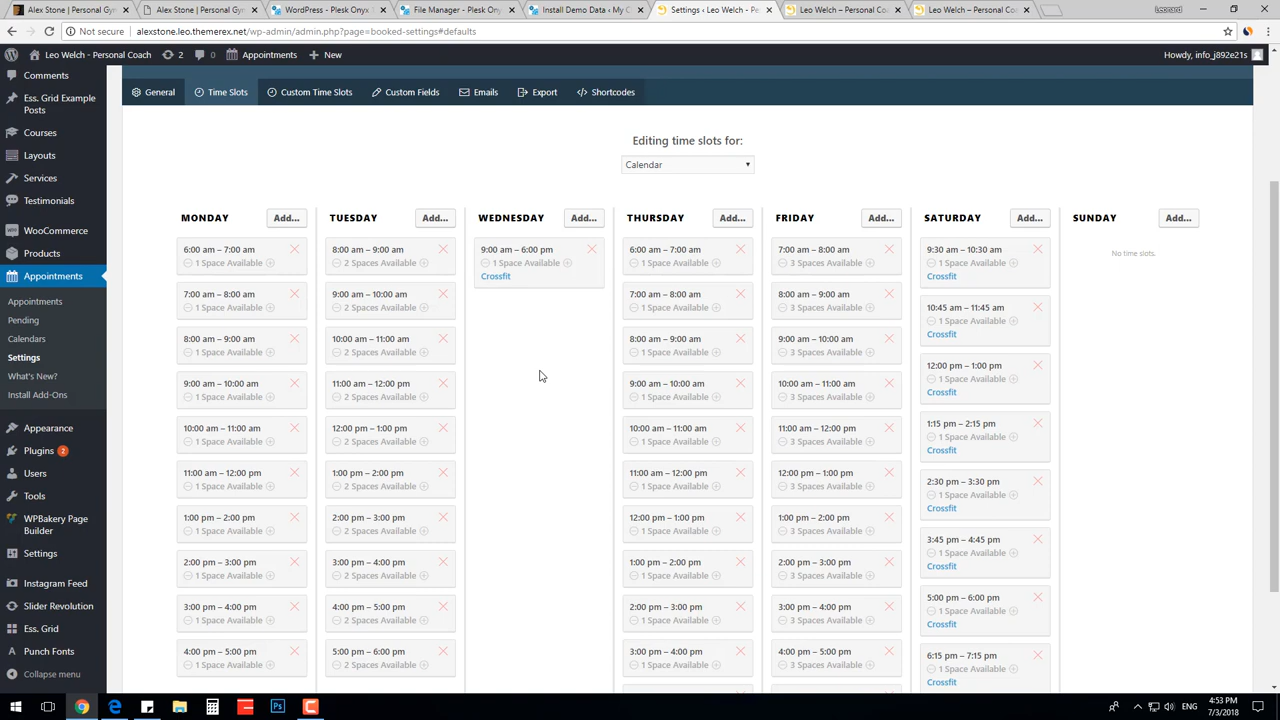 Alex Stone | Personal Gyn
Alex Stone | Personal Gyn
WordPress - Plesk Onyx
File Manager - Plesk Ony
Install Demo Data ‹ My C
Settings ‹ Leo Welch - Pe
Leo Welch – Personal Coa
Leo Welch – Personal Coa
Leonard
Not secure
alexstone.leo.themerex.net/wp-admin/admin.php?page=booked-settings#defaults
Leo Welch - Personal Coach
2
0
Appointments
New
Howdy, info_j892e21s
Comments
Ess. Grid Example
Posts
Courses
Layouts
Services
Testimonials
WooCommerce
Products
Appointments
Appointments
Pending
Calendars
Settings
What's New?
Install Add-Ons
Appearance
Plugins 2
Users
Tools
WPBakery Page
Builder
Settings
Instagram Feed
Slider Revolution
Ess. Grid
Punch Fonts
Collapse menu
General
Time Slots
Custom Time Slots
Custom Fields
Emails
Export
Shortcodes
Editing time slots for:
Calendar
MONDAY
Add...
6:00 am – 7:00 am
1 Space Available
7:00 am – 8:00 am
1 Space Available
8:00 am – 9:00 am
1 Space Available
9:00 am – 10:00 am
1 Space Available
10:00 am – 11:00 am
1 Space Available
11:00 am – 12:00 pm
1 Space Available
1:00 pm – 2:00 pm
1 Space Available
2:00 pm – 3:00 pm
1 Space Available
3:00 pm – 4:00 pm
1 Space Available
4:00 pm – 5:00 pm
1 Space Available
TUESDAY
Add...
8:00 am – 9:00 am
2 Spaces Available
9:00 am – 10:00 am
2 Spaces Available
10:00 am – 11:00 am
2 Spaces Available
11:00 am – 12:00 pm
2 Spaces Available
12:00 pm – 1:00 pm
2 Spaces Available
1:00 pm – 2:00 pm
2 Spaces Available
2:00 pm – 3:00 pm
2 Spaces Available
3:00 pm – 4:00 pm
2 Spaces Available
4:00 pm – 5:00 pm
2 Spaces Available
5:00 pm – 6:00 pm
2 Spaces Available
WEDNESDAY
Add...
9:00 am – 6:00 pm
1 Space Available
Crossfit
THURSDAY
Add...
6:00 am – 7:00 am
1 Space Available
7:00 am – 8:00 am
1 Space Available
8:00 am – 9:00 am
1 Space Available
9:00 am – 10:00 am
1 Space Available
10:00 am – 11:00 am
1 Space Available
11:00 am – 12:00 pm
1 Space Available
12:00 pm – 1:00 pm
1 Space Available
1:00 pm – 2:00 pm
1 Space Available
2:00 pm – 3:00 pm
1 Space Available
3:00 pm – 4:00 pm
1 Space Available
FRIDAY
Add...
7:00 am – 8:00 am
3 Spaces Available
8:00 am – 9:00 am
3 Spaces Available
9:00 am – 10:00 am
3 Spaces Available
10:00 am – 11:00 am
3 Spaces Available
11:00 am – 12:00 pm
3 Spaces Available
12:00 pm – 1:00 pm
3 Spaces Available
1:00 pm – 2:00 pm
3 Spaces Available
2:00 pm – 3:00 pm
3 Spaces Available
3:00 pm – 4:00 pm
3 Spaces Available
4:00 pm – 5:00 pm
3 Spaces Available
SATURDAY
Add...
9:30 am – 10:30 am
1 Space Available
Crossfit
10:45 am – 11:45 am
1 Space Available
Crossfit
12:00 pm – 1:00 pm
1 Space Available
Crossfit
1:15 pm – 2:15 pm
1 Space Available
Crossfit
2:30 pm – 3:30 pm
1 Space Available
Crossfit
3:45 pm – 4:45 pm
1 Space Available
Crossfit
5:00 pm – 6:00 pm
1 Space Available
Crossfit
6:15 pm – 7:15 pm
1 Space Available
Crossfit
SUNDAY
Add...
No time slots.
ENG
4:53 PM
7/3/2018